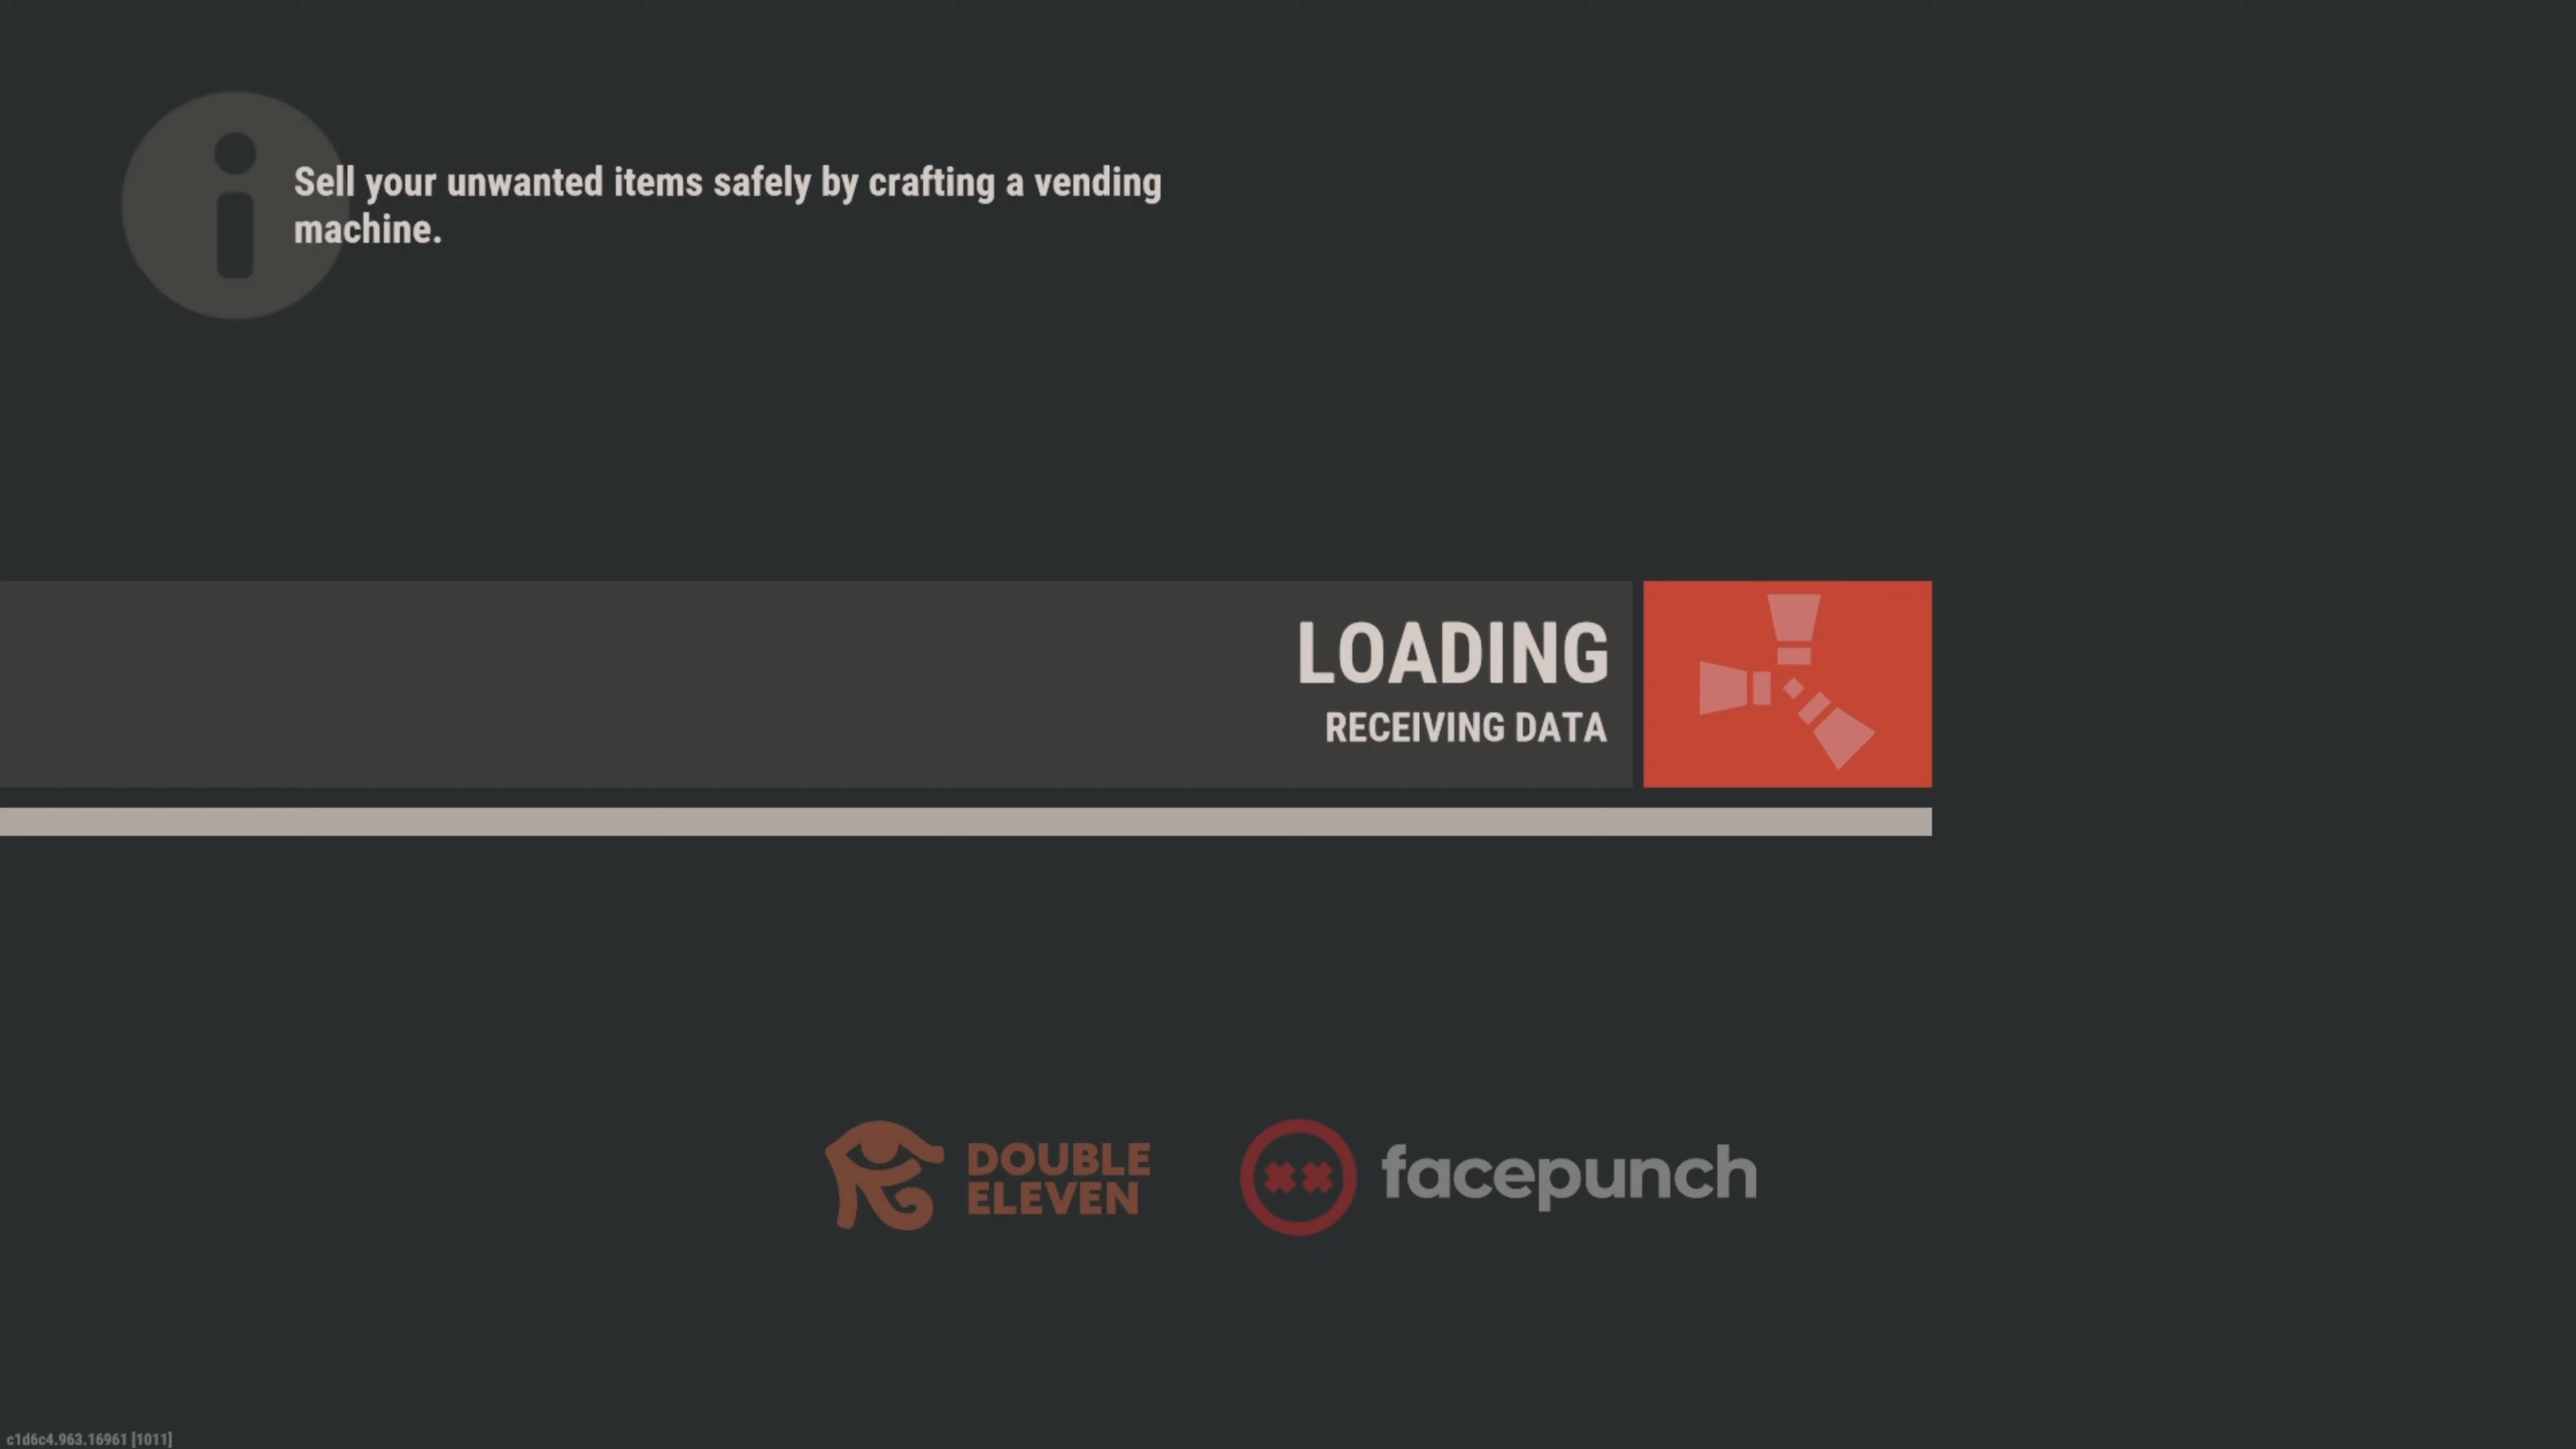 Sell your unwanted items safely by crafting a vending
machine.
LOADING
RECEIVING DATA
DOUBLE
ELEVEN
facepunch
c1d6c4.963.16961 [1011]